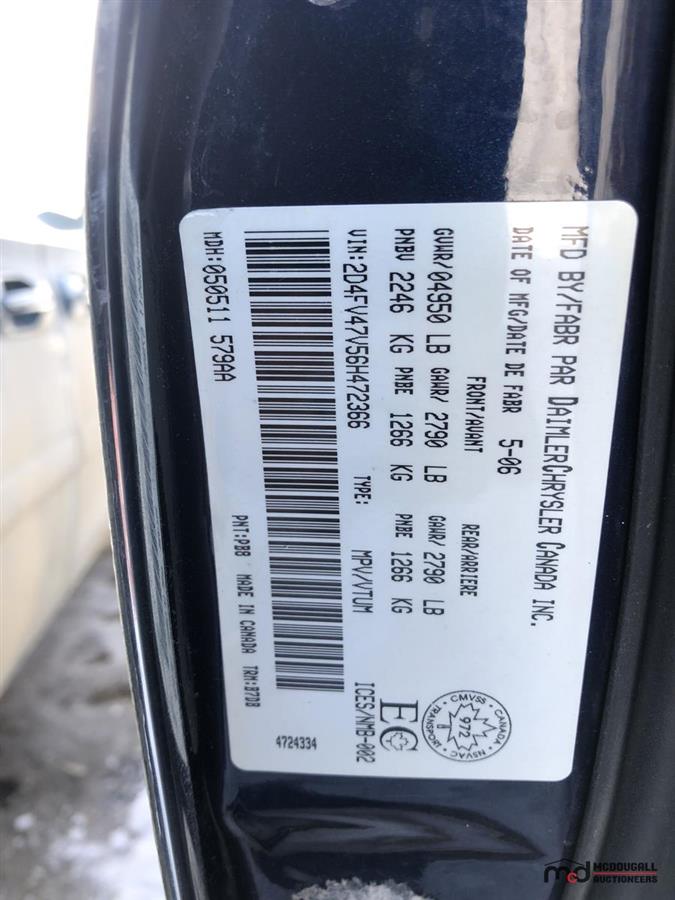 MFD BY/FABR PAR DAIMLERCHRYSLER CANADA INC.
DATE OF MFG/DATE DE FABR 5-06
FRONT/AVANT REAR/ARRIERE
GVWR/04950 LB GAWR/ 2790 LB GAWR/ 2790 LB
PNBV 2246 KG PNBE 1266 KG PNBE 1266 KG
VIN:2D4FV47V56H472366 TYPE: MPV/VTUM
ICES/NMB-002
MDH:050511 579AA
PNT:PB8 MADE IN CANADA TRM:B7D8
4724334
EC
CMVSS CANADA
NSVAC TRANSPORT
972
MCDOUGALL
AUCTIONEERS